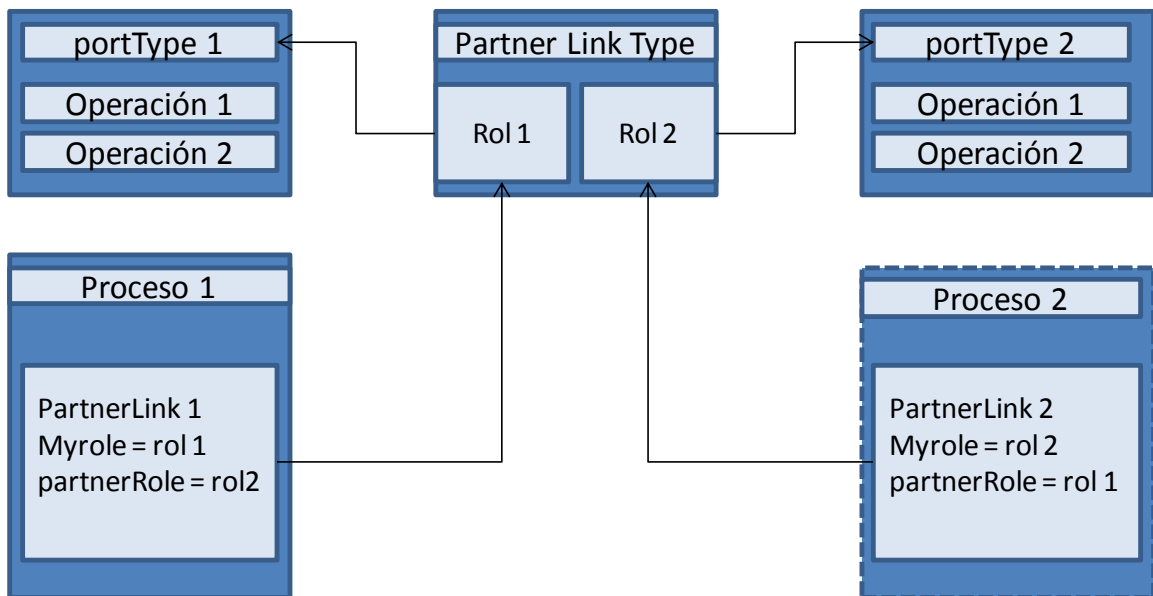 portType 1
Operación 1
Operación 2
Partner Link Type
Rol 1
Rol 2
portType 2
Operación 1
Operación 2
Proceso 1
PartnerLink 1
Myrole = rol 1
partnerRole = rol2
Proceso 2
PartnerLink 2
Myrole = rol 2
partnerRole = rol 1